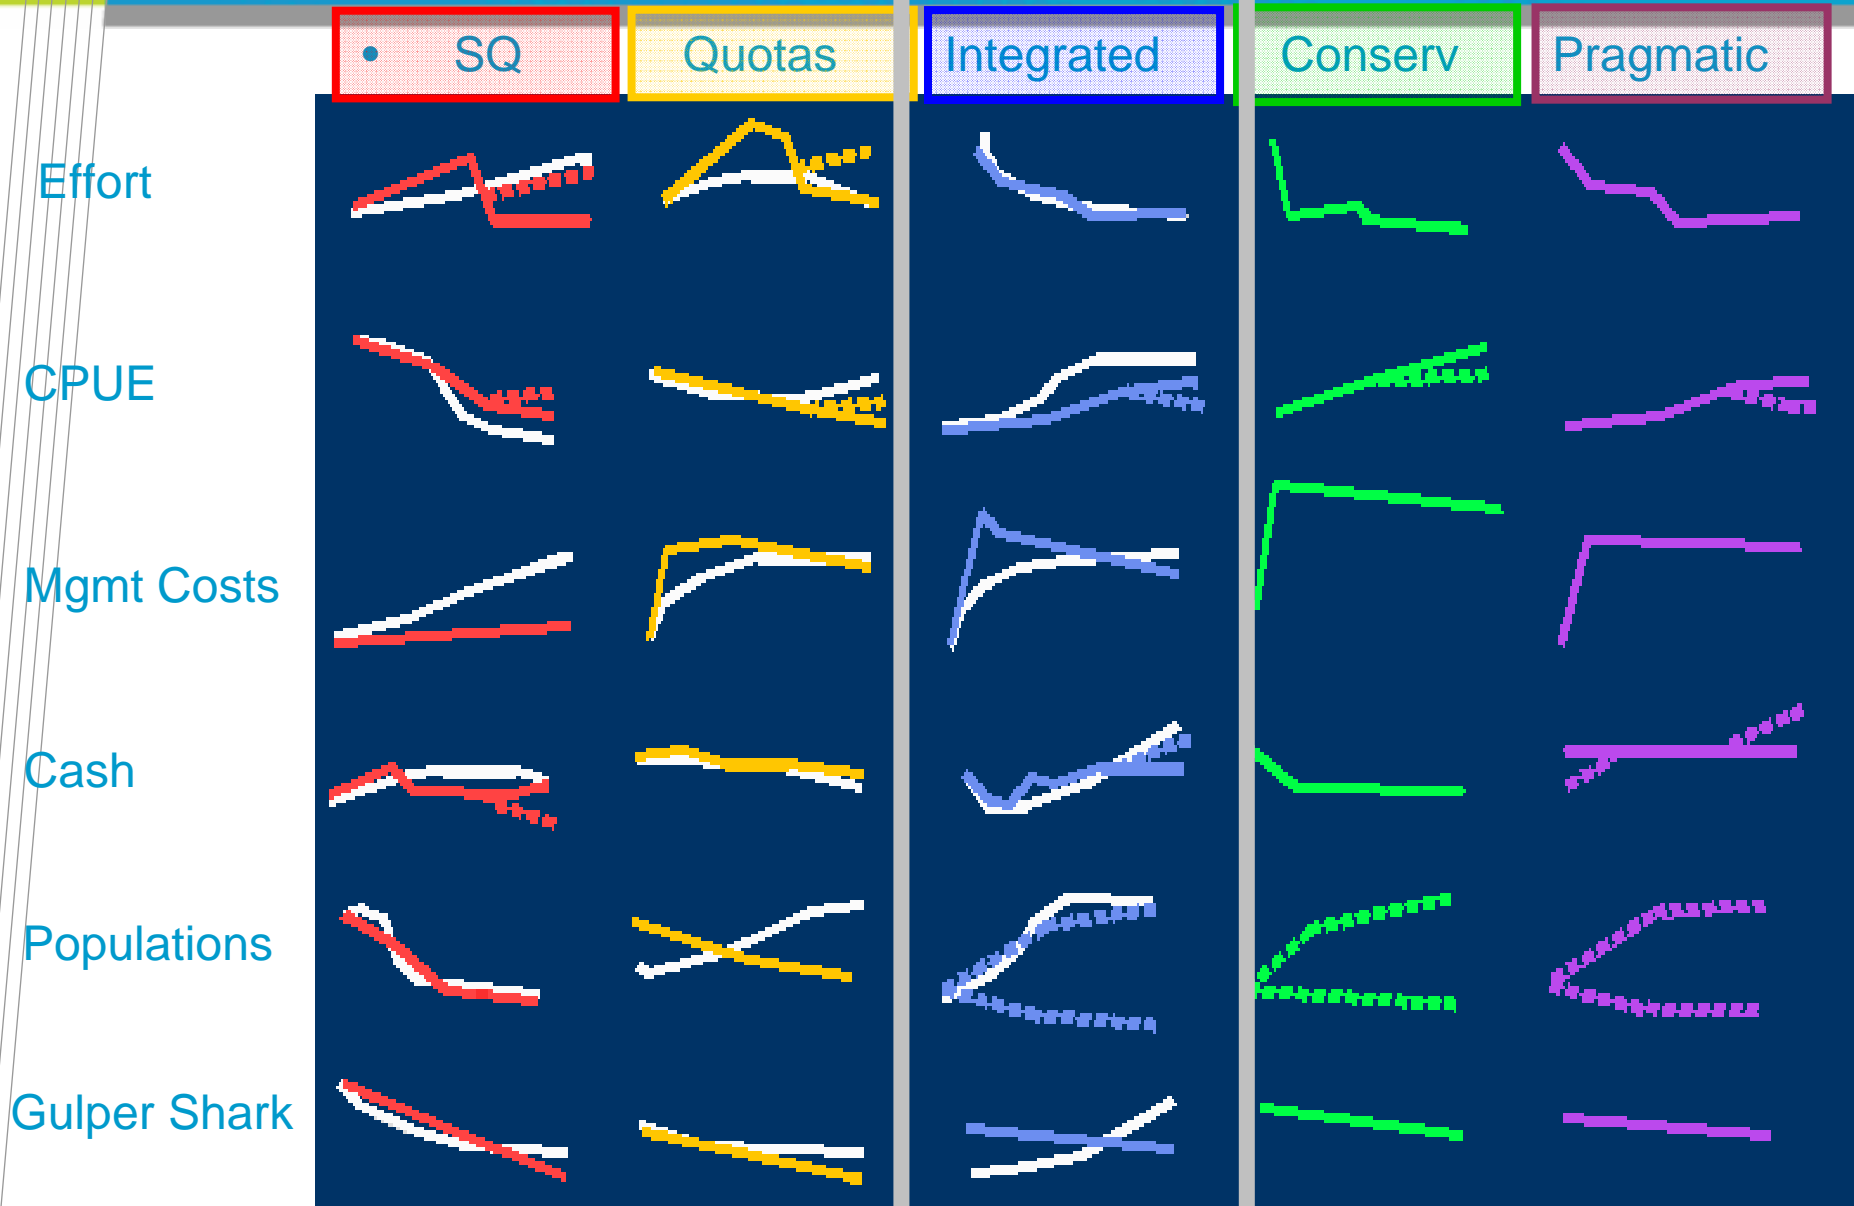 • SQ Quotas Integrated Conserv Pragmatic
Effort
CPUE
Mgmt Costs
Cash
Populations
Gulper Shark